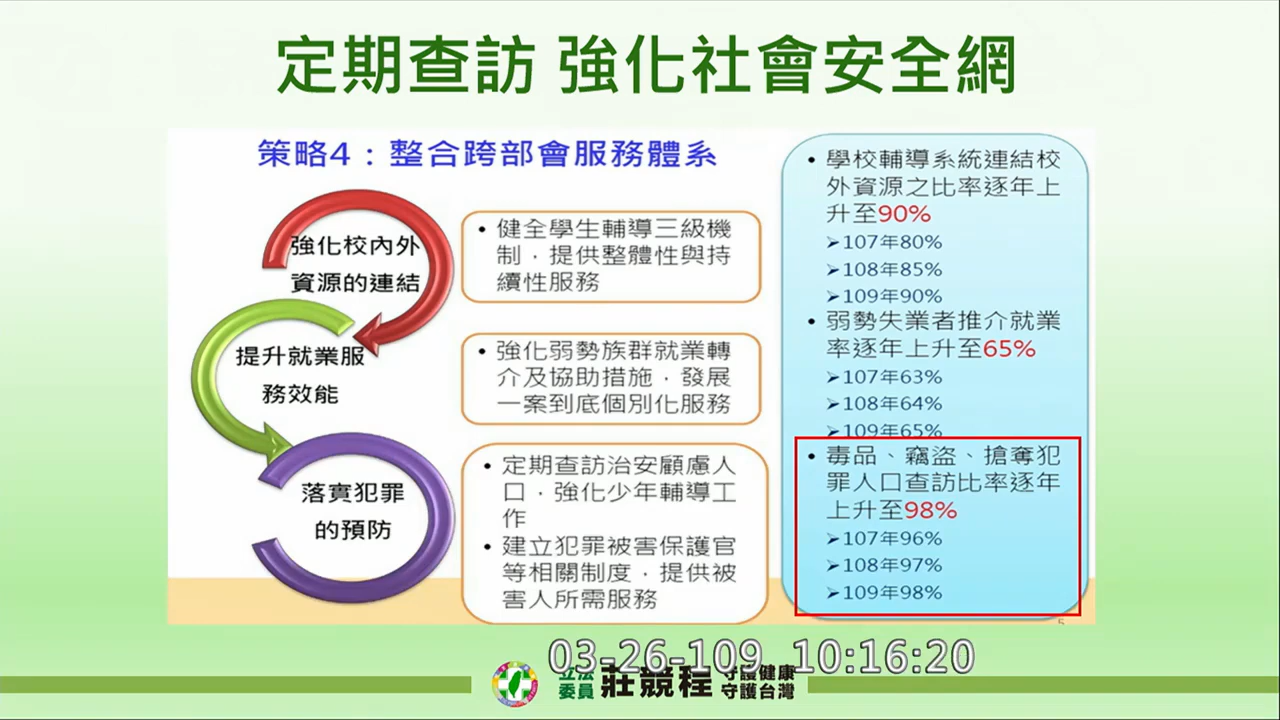 定期查訪 強化社會安全網
策略4：整合跨部會服務體系
強化校內外
資源的連結
• 健全學生輔導三級機
制，提供整體性與持
續性服務
提升就業服
務效能
• 強化弱勢族群就業轉
介及協助措施，發展
一案到底個別化服務
落實犯罪
的預防
• 定期查訪治安顧慮人
口，強化少年輔導工
作
• 建立犯罪被害保護官
等相關制度，提供被
害人所需服務
• 學校輔導系統連結校
外資源之比率逐年上
升至90%
➢107年80%
➢108年85%
➢109年90%
• 弱勢失業者推介就業
率逐年上升至65%
➢107年63%
➢108年64%
➢109年65%
• 毒品、竊盜、搶奪犯
罪人口查訪比率逐年
上升至98%
➢107年96%
➢108年97%
➢109年98%
5
03-26-109 10:16:20
立法
委員
莊競程
守護健康
守護台灣